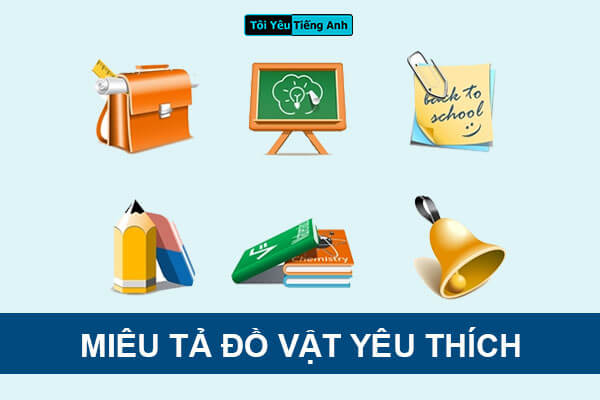 Tôi Yêu Tiếng Anh
back to
school
Chemistry
MIÊU TẢ ĐỒ VẬT YÊU THÍCH